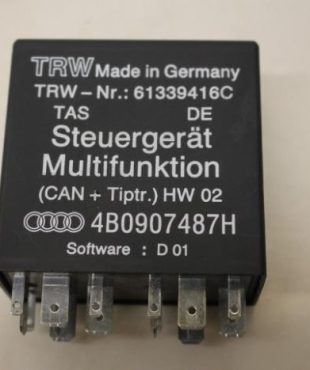 TRW Made in Germany
TRW – Nr.: 61339416C
TAS DE
Steuergerät
Multifunktion
(CAN + Tiptr.) HW 02
4B0907487H
Software : D 01